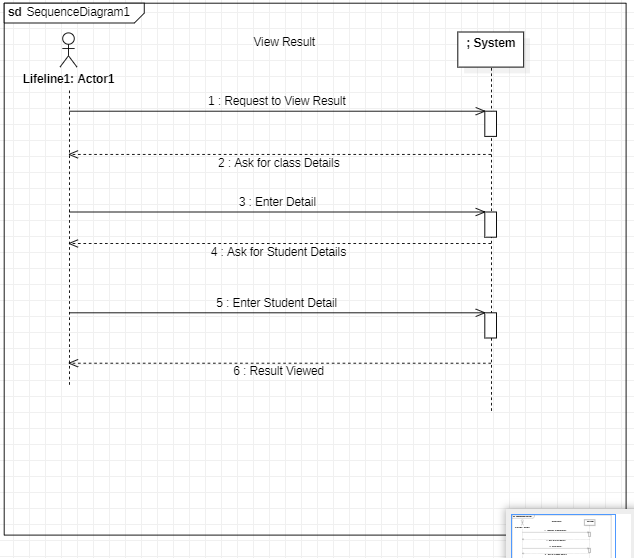 sd SequenceDiagram1
View Result
; System
Lifeline1: Actor1
1 : Request to View Result
2 : Ask for class Details
3 : Enter Detail
4 : Ask for Student Details
5 : Enter Student Detail
6 : Result Viewed